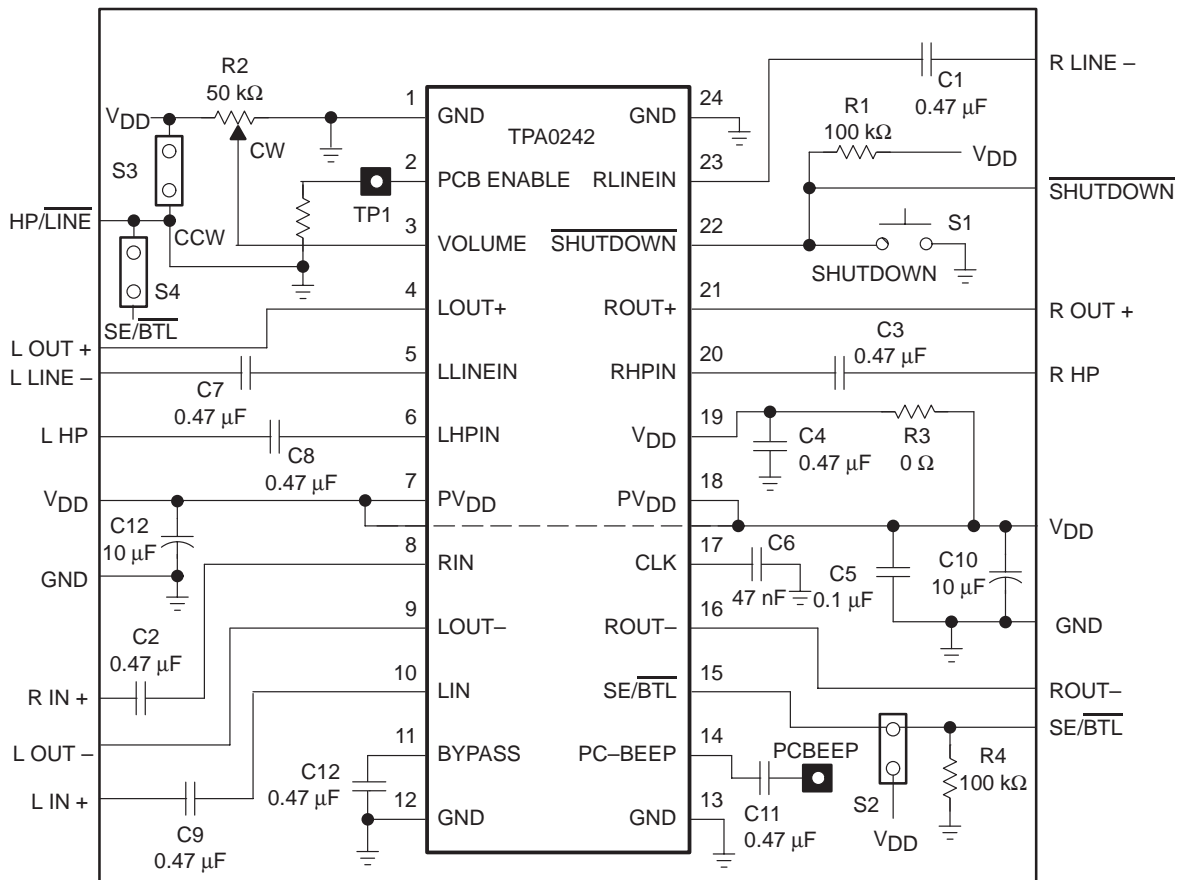 R2
50 kΩ
VDD
CW
S3
HP/LINE
CCW
S4
SE/BTL
TP1
L OUT +
L LINE –
C7
0.47 µF
L HP
C8
0.47 µF
VDD
C12
10 µF
GND
C2
0.47 µF
R IN +
L OUT –
L IN +
C9
0.47 µF
C12
0.47 µF
TPA0242
1
GND
2
PCB ENABLE
3
VOLUME
4
LOUT+
5
LLINEIN
6
LHPIN
7
PVDD
8
RIN
9
LOUT–
10
LIN
11
BYPASS
12
GND
24
GND
23
RLINEIN
22
SHUTDOWN
21
ROUT+
20
RHPIN
19
VDD
18
PVDD
17
CLK
16
ROUT–
15
SE/BTL
14
PC–BEEP
13
GND
C1
0.47 µF
R LINE –
R1
100 kΩ
VDD
SHUTDOWN
S1
SHUTDOWN
R OUT +
C3
0.47 µF
R HP
C4
0.47 µF
R3
0 Ω
VDD
C6
47 nF
C5
0.1 µF
C10
10 µF
GND
ROUT–
SE/BTL
PCBEEP
C11
0.47 µF
S2
VDD
R4
100 kΩ